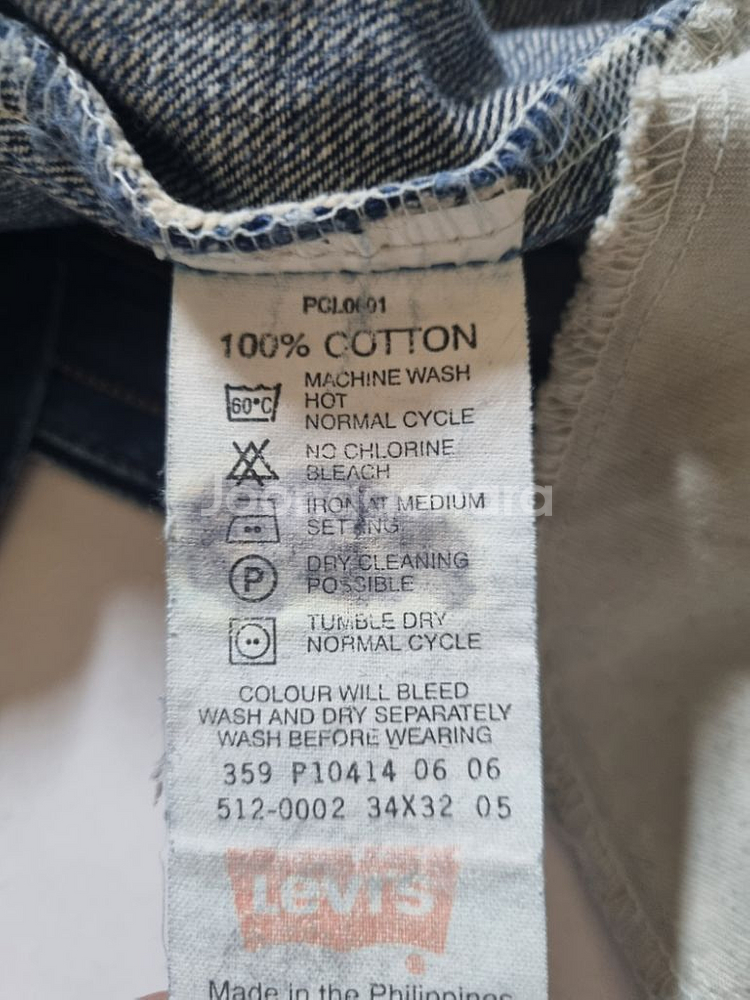 100% COTTON
60°C
MACHINE WASH
HOT
NORMAL CYCLE
NO CHLORINE
BLEACH
IRON AT MEDIUM
SETTING
P
DRY CLEANING
POSSIBLE
TUMBLE DRY
NORMAL CYCLE
COLOUR WILL BLEED
WASH AND DRY SEPARATELY
WASH BEFORE WEARING
359 P10414 06 06
512-0002 34X32 05
Levi's
Made in the Philippines